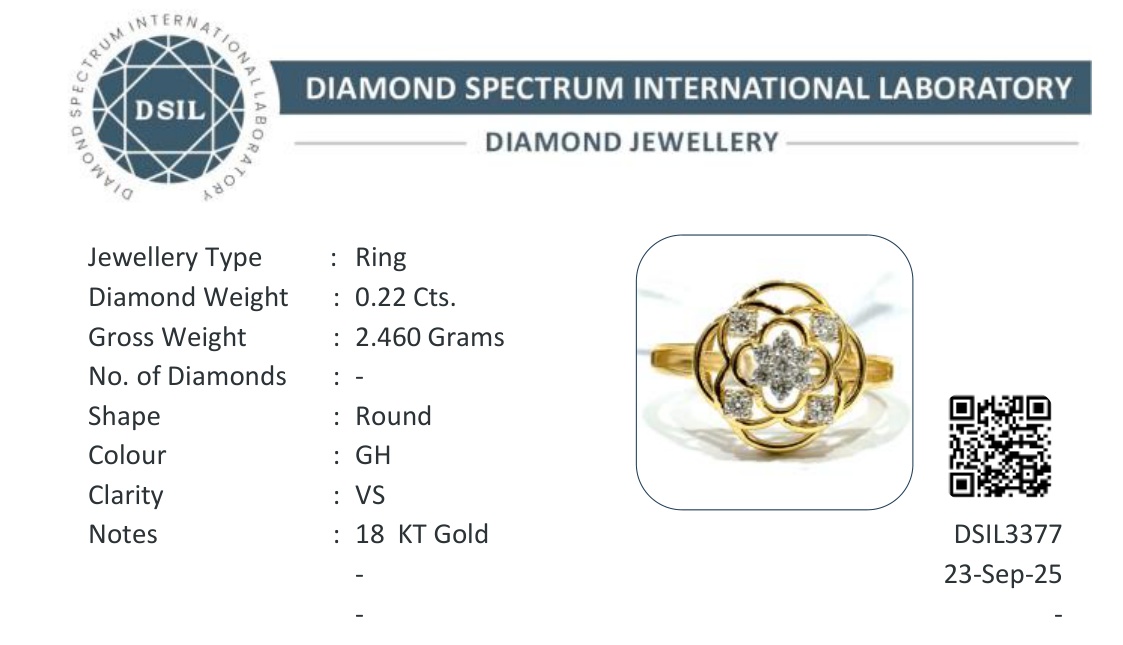 DIAMOND SPECTRUM INTERNATIONAL LABORATORY
DSIL
DIAMOND SPECTRUM INTERNATIONAL LABORATORY
DIAMOND JEWELLERY
Jewellery Type : Ring
Diamond Weight : 0.22 Cts.
Gross Weight : 2.460 Grams
No. of Diamonds : -
Shape : Round
Colour : GH
Clarity : VS
Notes : 18 KT Gold
-
-
DSIL3377
23-Sep-25
-